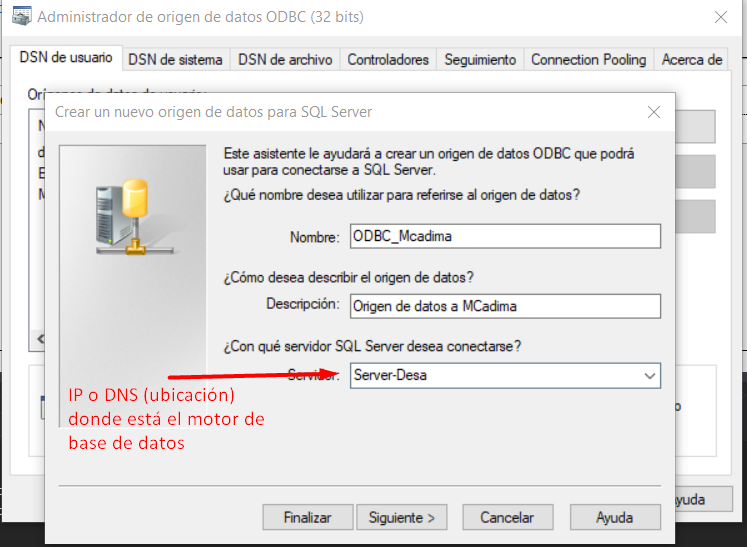 Administrador de origen de datos ODBC (32 bits)
DSN de usuario DSN de sistema DSN de archivo Controladores Seguimiento Connection Pooling Acerca de
Crear un nuevo origen de datos para SQL Server
Este asistente le ayudará a crear un origen de datos ODBC que podrá
usar para conectarse a SQL Server.
¿Qué nombre desea utilizar para referirse al origen de datos?
Nombre: ODBC_Mcadima
¿Cómo desea describir el origen de datos?
Descripción: Origen de datos a MCadima
¿Con qué servidor SQL Server desea conectarse?
Servidor: Server-Desa
IP o DNS (ubicación)
donde está el motor de
base de datos
Finalizar Siguiente > Cancelar Ayuda